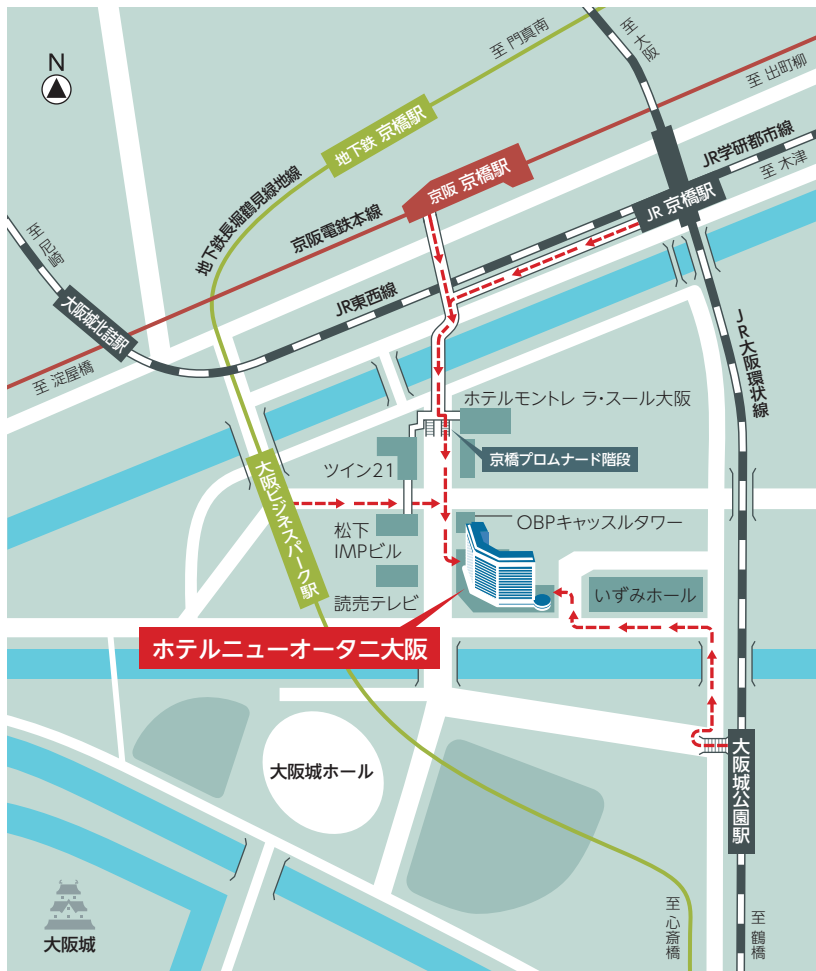 N
至 門真南
至 大阪
至 出町柳
地下鉄 京橋駅
JR学研都市線
至 木津
京阪 京橋駅
JR 京橋駅
地下鉄長堀鶴見緑地線
京阪電鉄本線
至 尼崎
大阪城北詰駅
JR東西線
JR大阪環状線
至 淀屋橋
ホテルモントレ ラ・スール大阪
京橋プロムナード階段
ツイン21
大阪ビジネスパーク駅
OBPキャッスルタワー
松下
IMPビル
読売テレビ
いずみホール
ホテルニューオータニ大阪
大阪城公園駅
大阪城ホール
大阪城
至 心斎橋
至 鶴橋